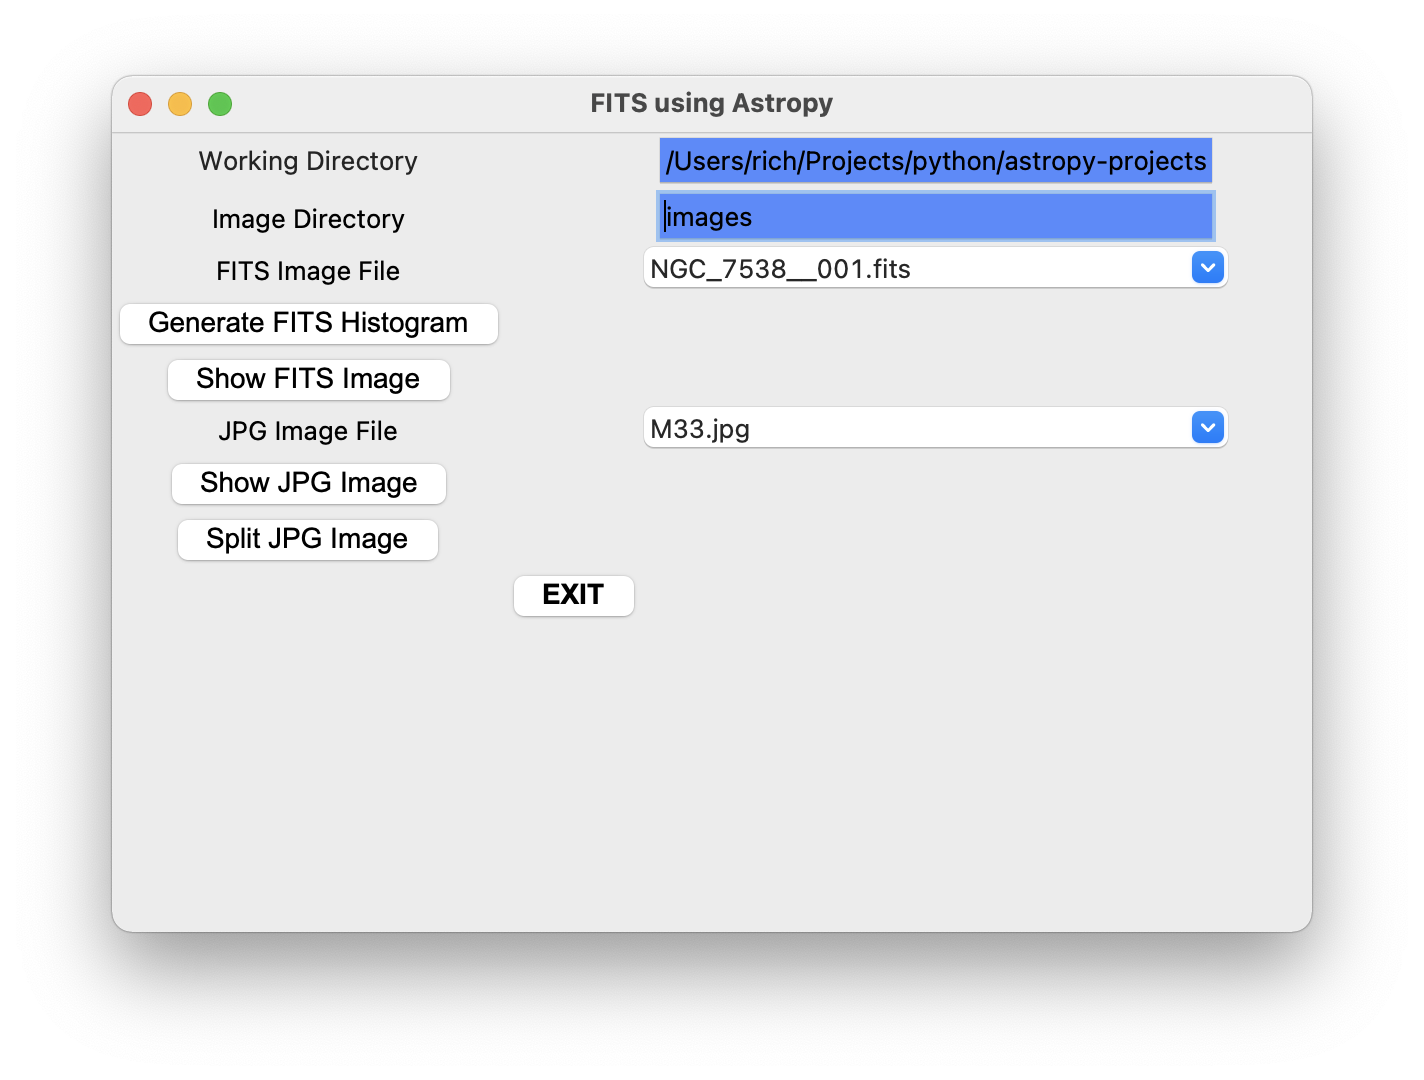 FITS using Astropy
Working Directory /Users/rich/Projects/python/astropy-projects
Image Directory images
FITS Image File NGC_7538__001.fits
Generate FITS Histogram
Show FITS Image
JPG Image File M33.jpg
Show JPG Image
Split JPG Image
EXIT